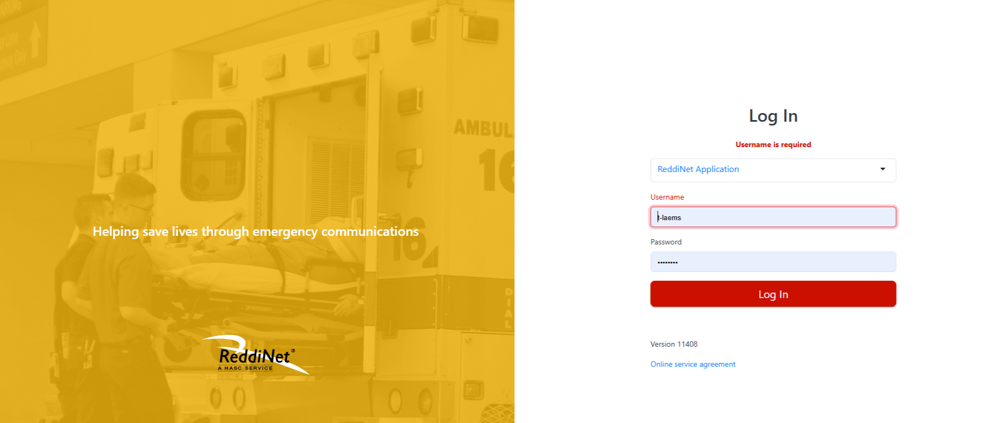 Helping save lives through emergency communications
ReddiNet®
A HASC SERVICE
AMBUL
16
164
D
I
A
L
Log In
Username is required
ReddiNet Application
Username
t-laems
Password
••••••••
Log In
Version 11408
Online service agreement